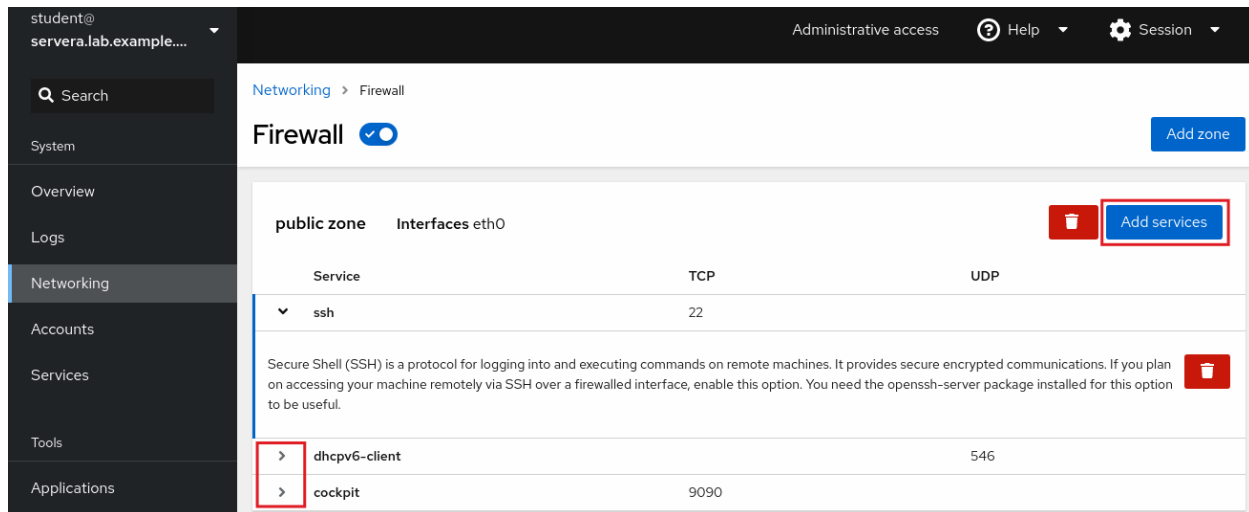 student@
servera.lab.example....
Administrative access
Help
Session
Search
Networking > Firewall
System
Firewall
Add zone
Overview
Logs
Networking
Accounts
Services
Tools
Applications
public zone Interfaces eth0
Add services
Service TCP UDP
ssh 22
Secure Shell (SSH) is a protocol for logging into and executing commands on remote machines. It provides secure encrypted communications. If you plan
on accessing your machine remotely via SSH over a firewalled interface, enable this option. You need the openssh-server package installed for this option
to be useful.
dhcpv6-client 546
cockpit 9090